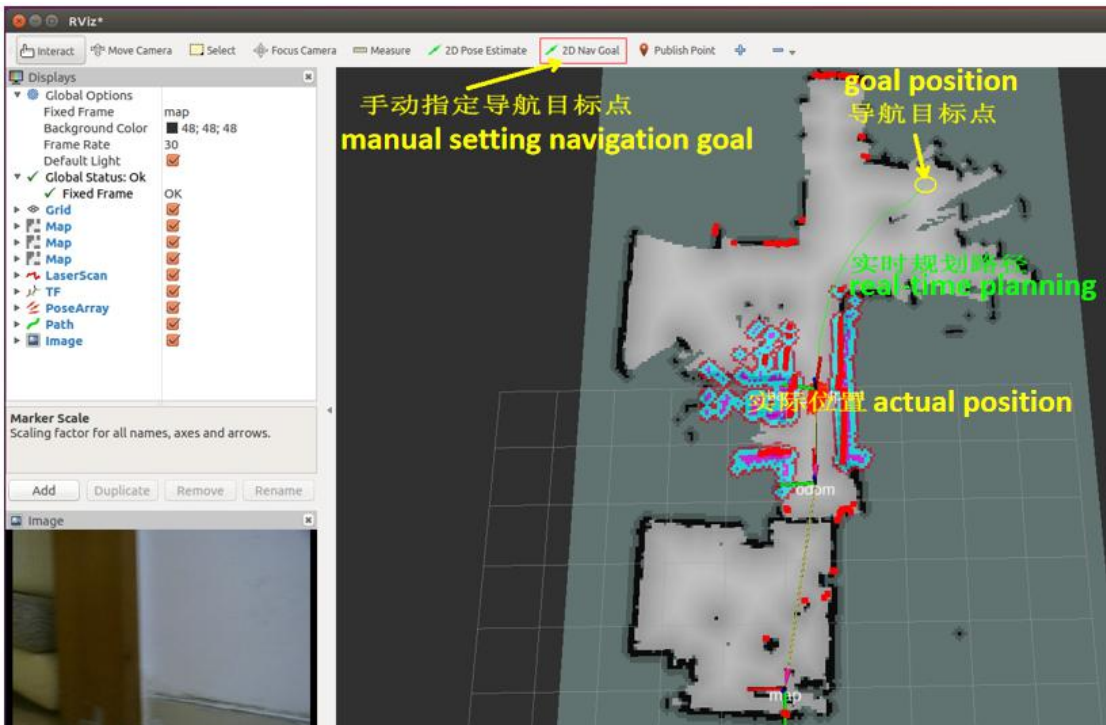 RViz*
Interact Move Camera Select Focus Camera Measure 2D Pose Estimate 2D Nav Goal Publish Point
Displays
Global Options
Fixed Frame map
Background Color 48; 48; 48
Frame Rate 30
Default Light
Global Status: Ok
Fixed Frame OK
Grid
Map
Map
Map
LaserScan
TF
PoseArray
Path
Image
Marker Scale
Scaling factor for all names, axes and arrows.
Add Duplicate Remove Rename
Image
手动指定导航目标点
manual setting navigation goal
goal position
导航目标点
实时规划路径
real-time planning
实际位置 actual position
odom
map